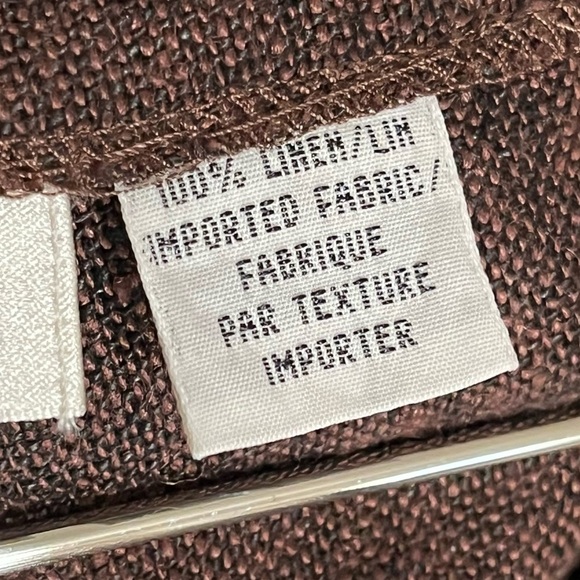 100% LINEN/LIN
IMPORTED FABRIC/
FABRIQUE
PAR TEXTURE
IMPORTER